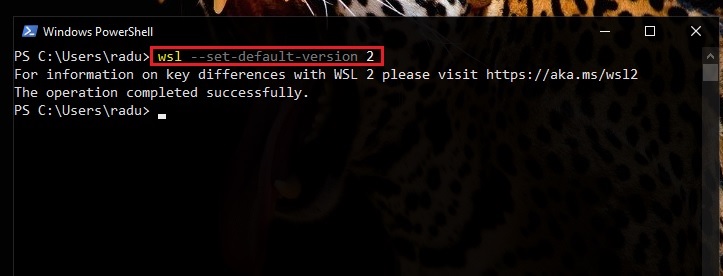 Windows PowerShell
PS C:\Users\radu> wsl --set-default-version 2
For information on key differences with WSL 2 please visit https://aka.ms/wsl2
The operation completed successfully.
PS C:\Users\radu>